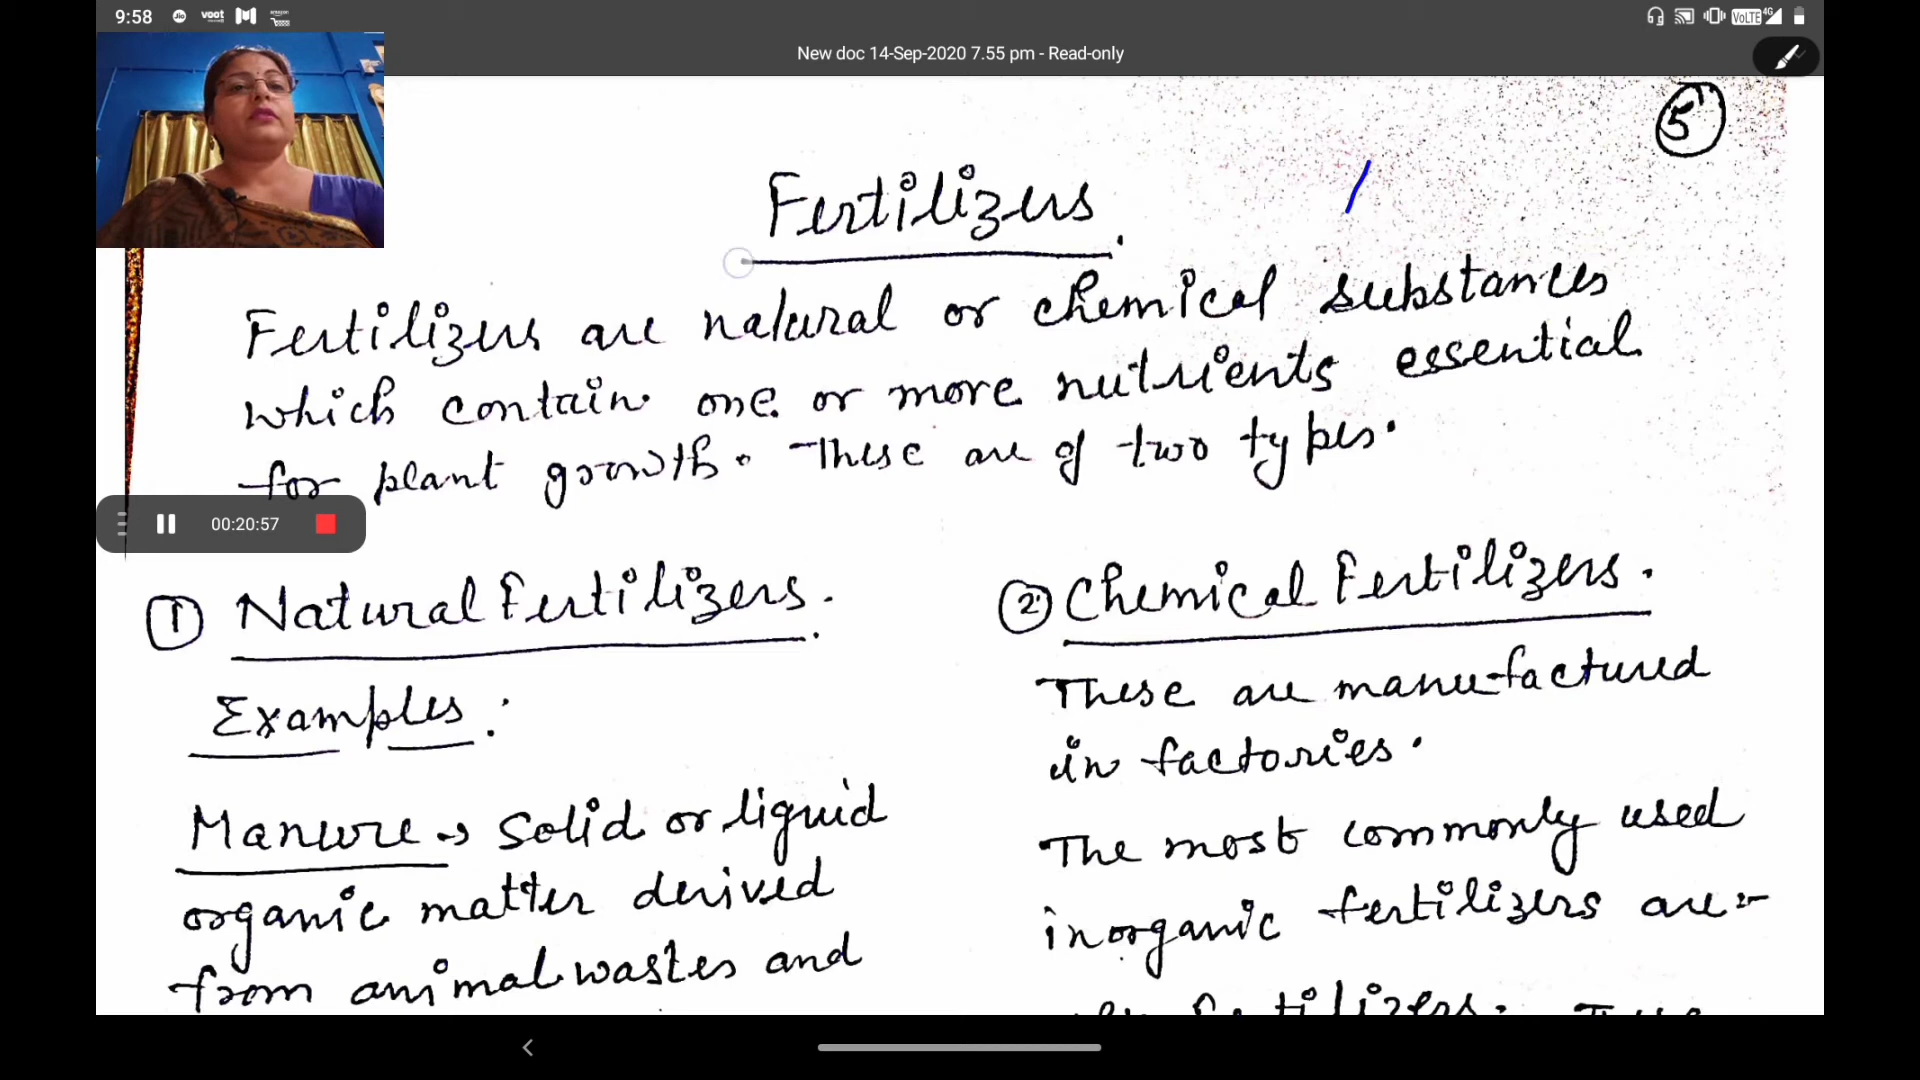 9:58
voot
VoLTE 4G
New doc 14-Sep-2020 7.55 pm - Read-only
5
Fertilizers.
Fertilizers are natural or chemical substances
which contain one or more nutrients essential
for plant growth. These are of two types.
00:20:57
① Natural Fertilizers.
Examples:
Manure → solid or liquid
organic matter derived
from animal wastes and
② Chemical Fertilizers.
These are manufactured
in factories.
The most commonly used
inorganic fertilizers are:-